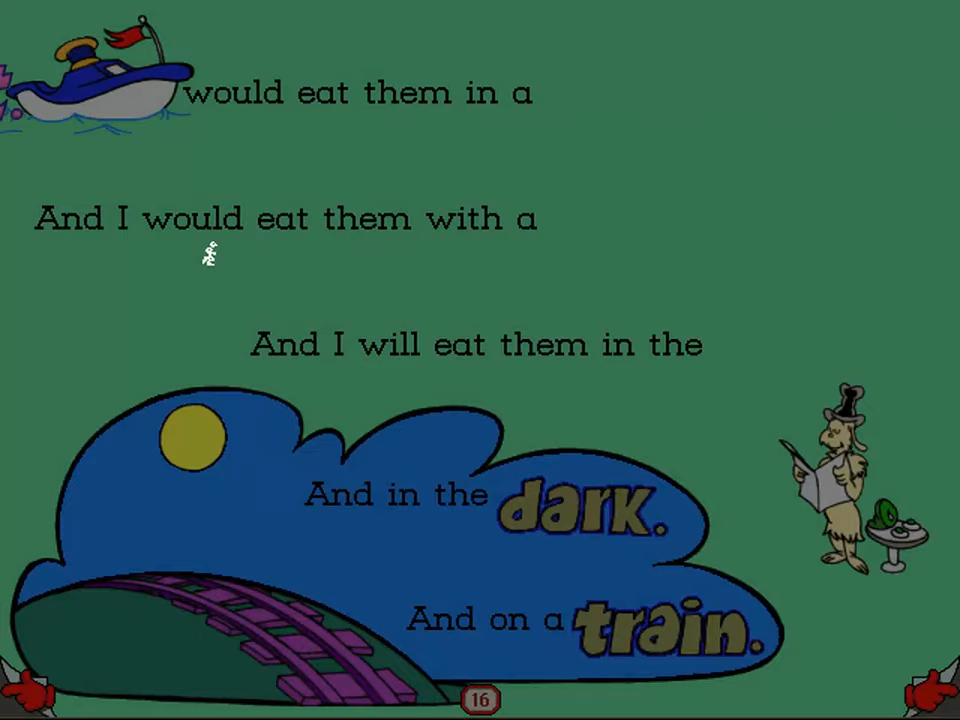 would eat them in a
And I would eat them with a
And I will eat them in the
And in the dark.
And on a train.
16